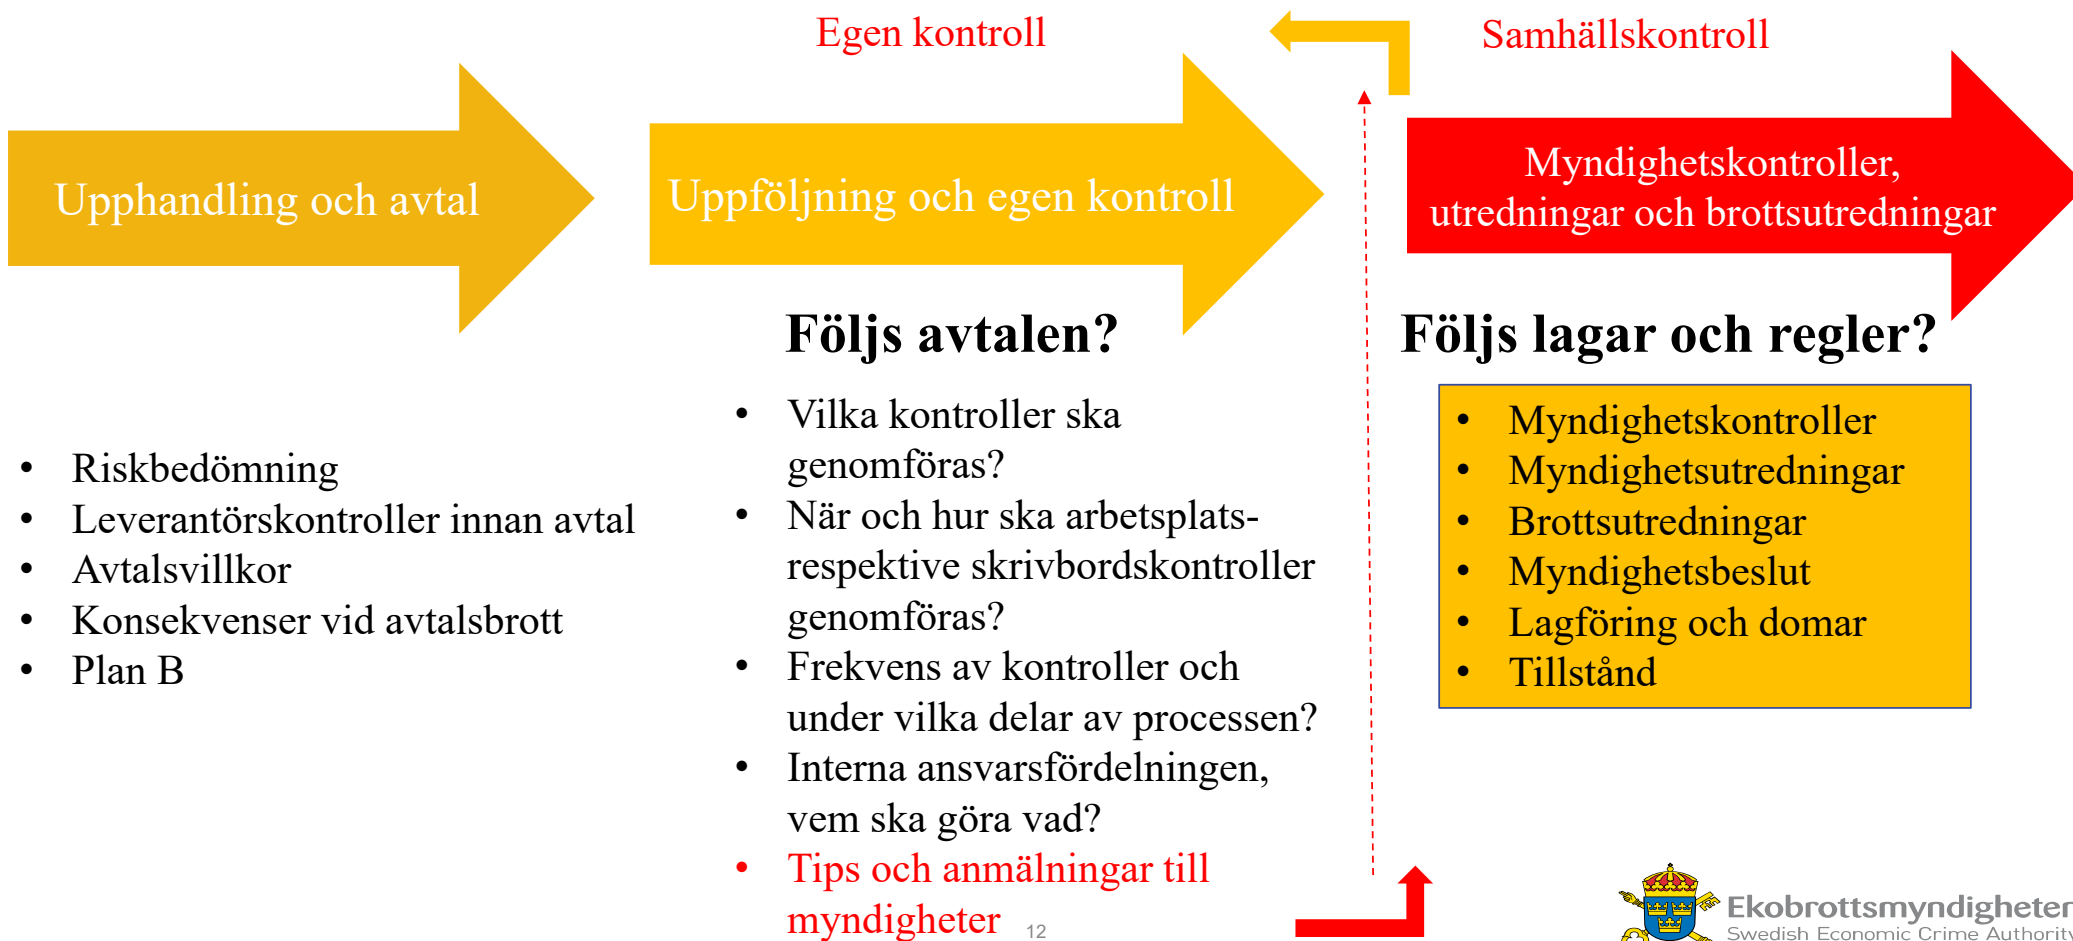 Egen kontroll
Samhällskontroll
Upphandling och avtal
Uppföljning och egen kontroll
Myndighetskontroller,
utredningar och brottsutredningar
• Riskbedömning
• Leverantörskontroller innan avtal
• Avtalsvillkor
• Konsekvenser vid avtalsbrott
• Plan B
Följs avtalen?
• Vilka kontroller ska
genomföras?
• När och hur ska arbetsplats-
respektive skrivbordskontroller
genomföras?
• Frekvens av kontroller och
under vilka delar av processen?
• Interna ansvarsfördelningen,
vem ska göra vad?
• Tips och anmälningar till
myndigheter
Följs lagar och regler?
• Myndighetskontroller
• Myndighetsutredningar
• Brottsutredningar
• Myndighetsbeslut
• Lagföring och domar
• Tillstånd
12
Ekobrottsmyndigheten
Swedish Economic Crime Authority